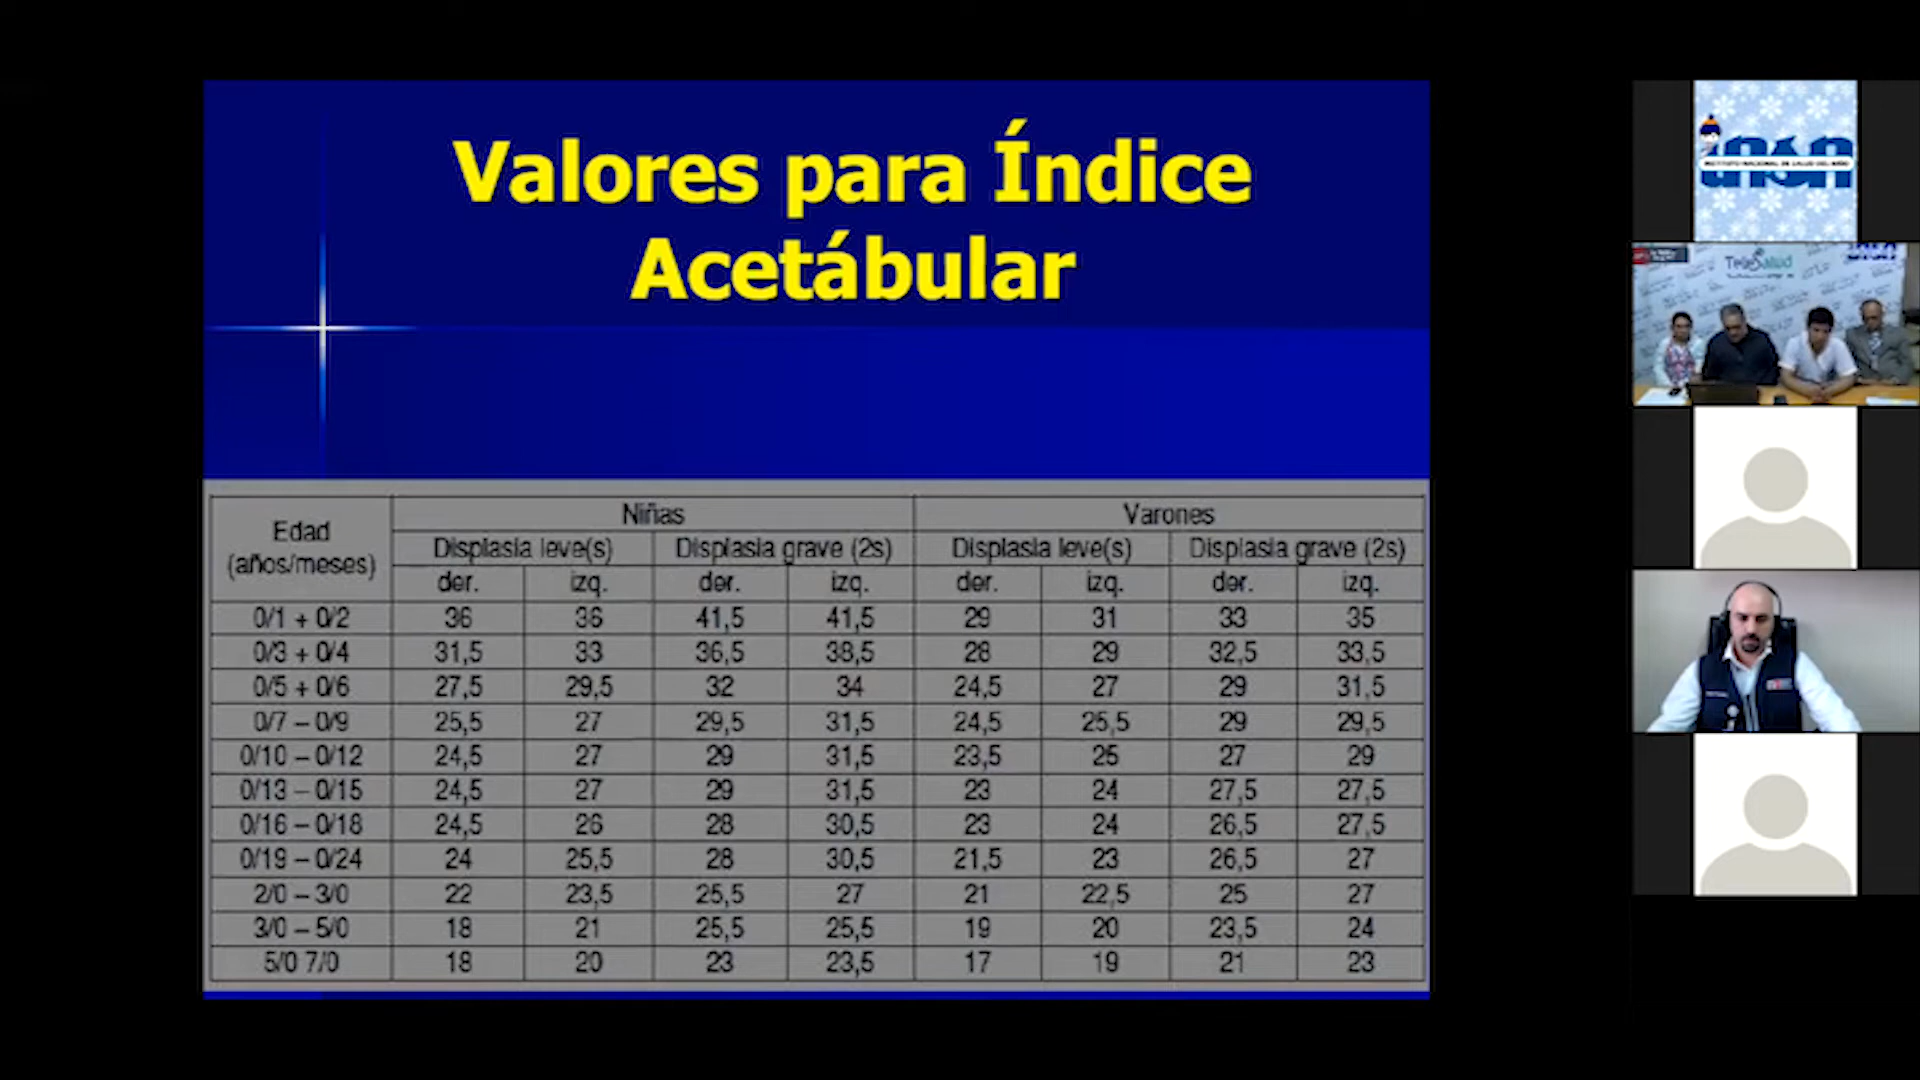 Valores para Índice
Acetábular
Edad
(años/meses)
Niñas
Varones
Displasia leve(s)
Displasia grave (2s)
Displasia leve(s)
Displasia grave (2s)
der.
izq.
der.
izq.
der.
izq.
der.
izq.
0/1 + 0/2 36 36 41,5 41,5 29 31 33 35
0/3 + 0/4 31,5 33 36,5 38,5 28 29 32,5 33,5
0/5 + 0/6 27,5 29,5 32 34 24,5 27 29 31,5
0/7 – 0/9 25,5 27 29,5 31,5 24,5 25,5 29 29,5
0/10 – 0/12 24,5 27 29 31,5 23,5 25 27 29
0/13 – 0/15 24,5 27 29 31,5 23 24 27,5 27,5
0/16 – 0/18 24,5 26 28 30,5 23 24 26,5 27,5
0/19 – 0/24 24 25,5 28 30,5 21,5 23 26,5 27
2/0 – 3/0 22 23,5 25,5 27 21 22,5 25 27
3/0 – 5/0 18 21 25,5 25,5 19 20 23,5 24
5/0 7/0 18 20 23 23,5 17 19 21 23
insn
INSTITUTO NACIONAL DE SALUD DEL NIÑO
TeleSalud